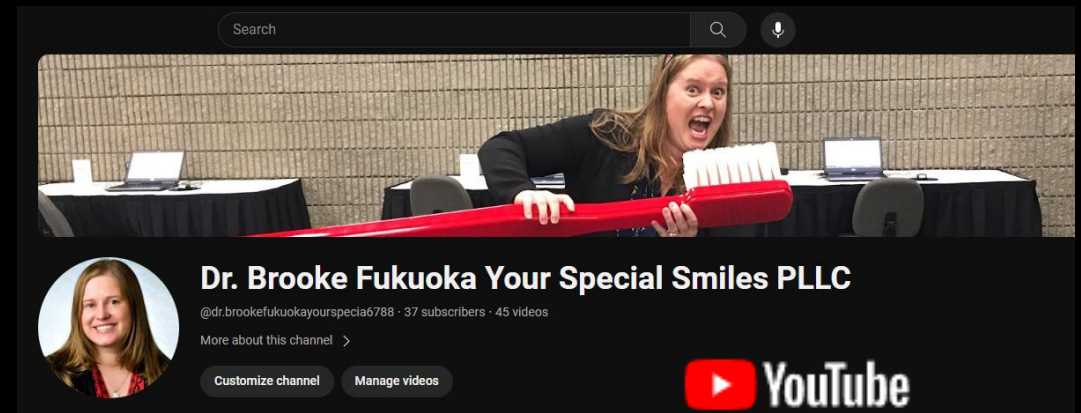 Search
Dr. Brooke Fukuoka Your Special Smiles PLLC
@dr.brookefukuokayourspecia6788 · 37 subscribers · 45 videos
More about this channel
Customize channel
Manage videos
YouTube